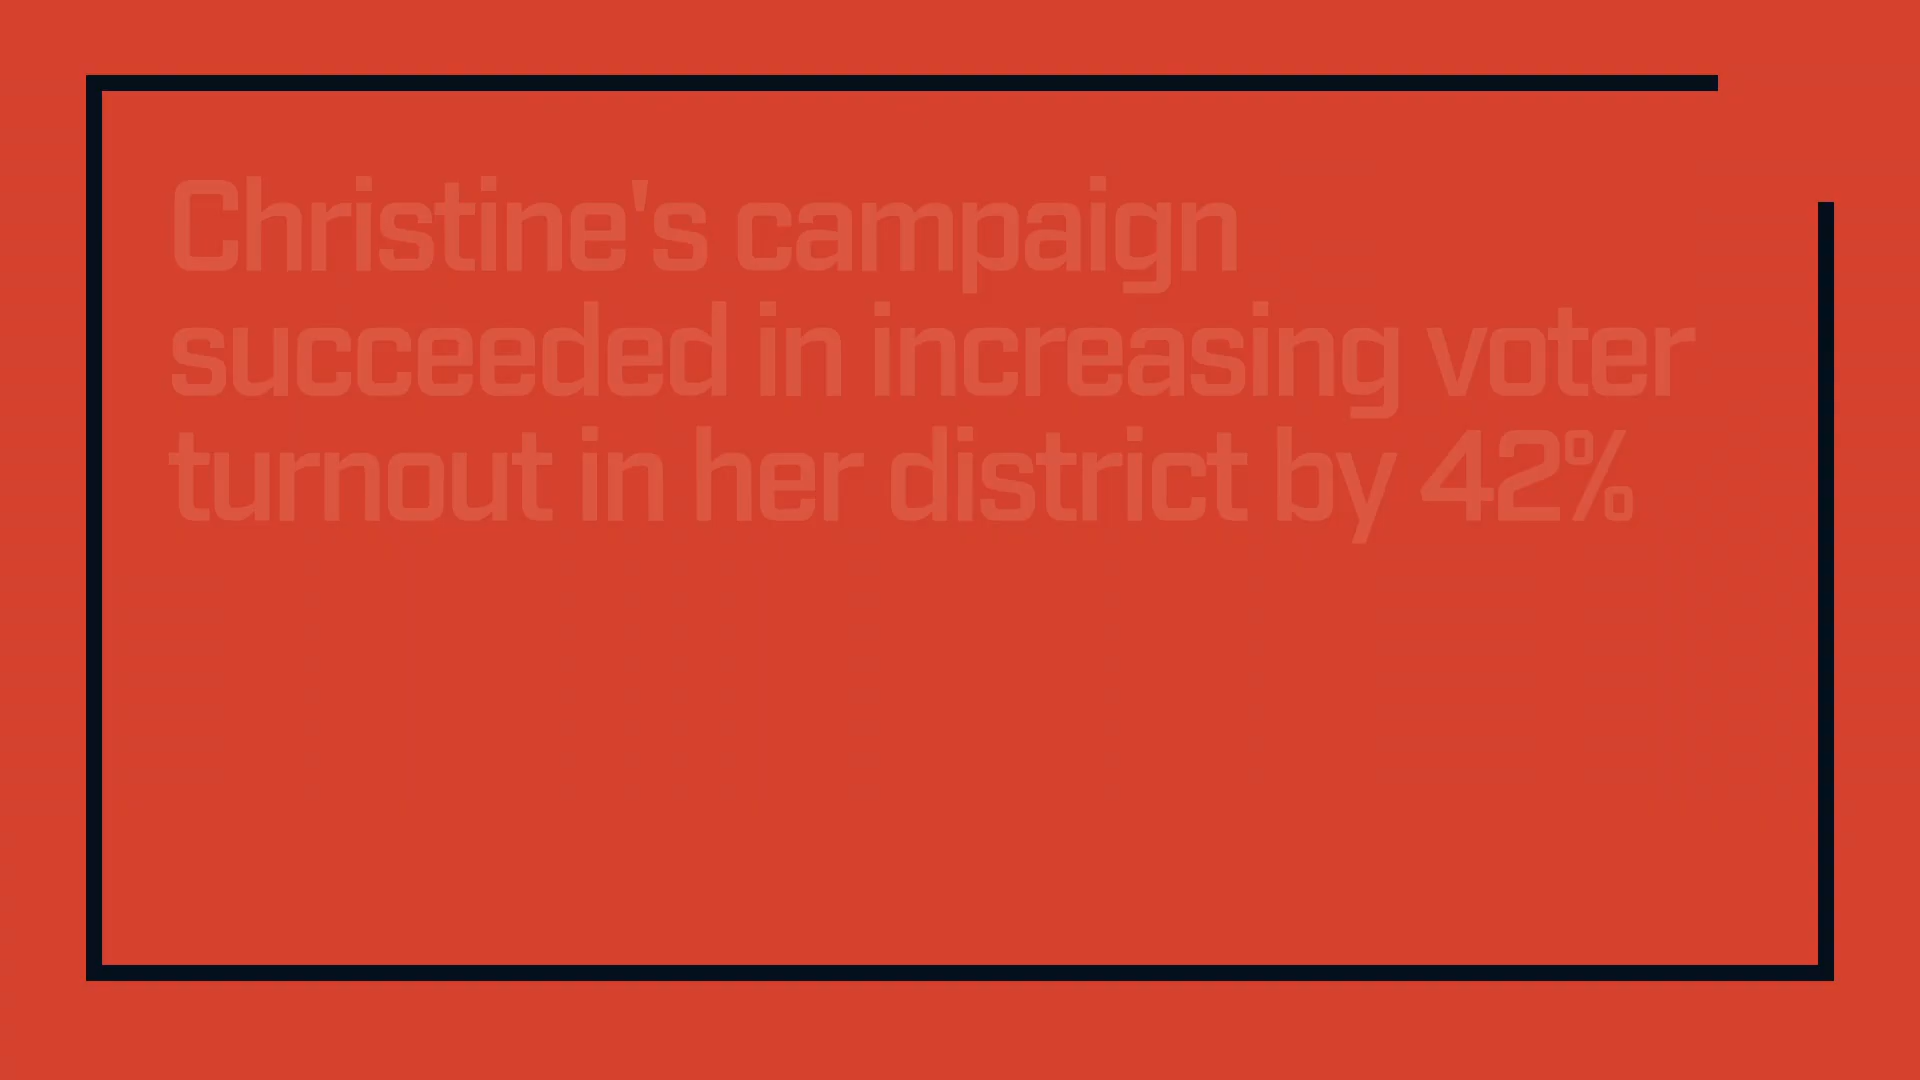 Christine's campaign
succeeded in increasing voter
turnout in her district by 42%